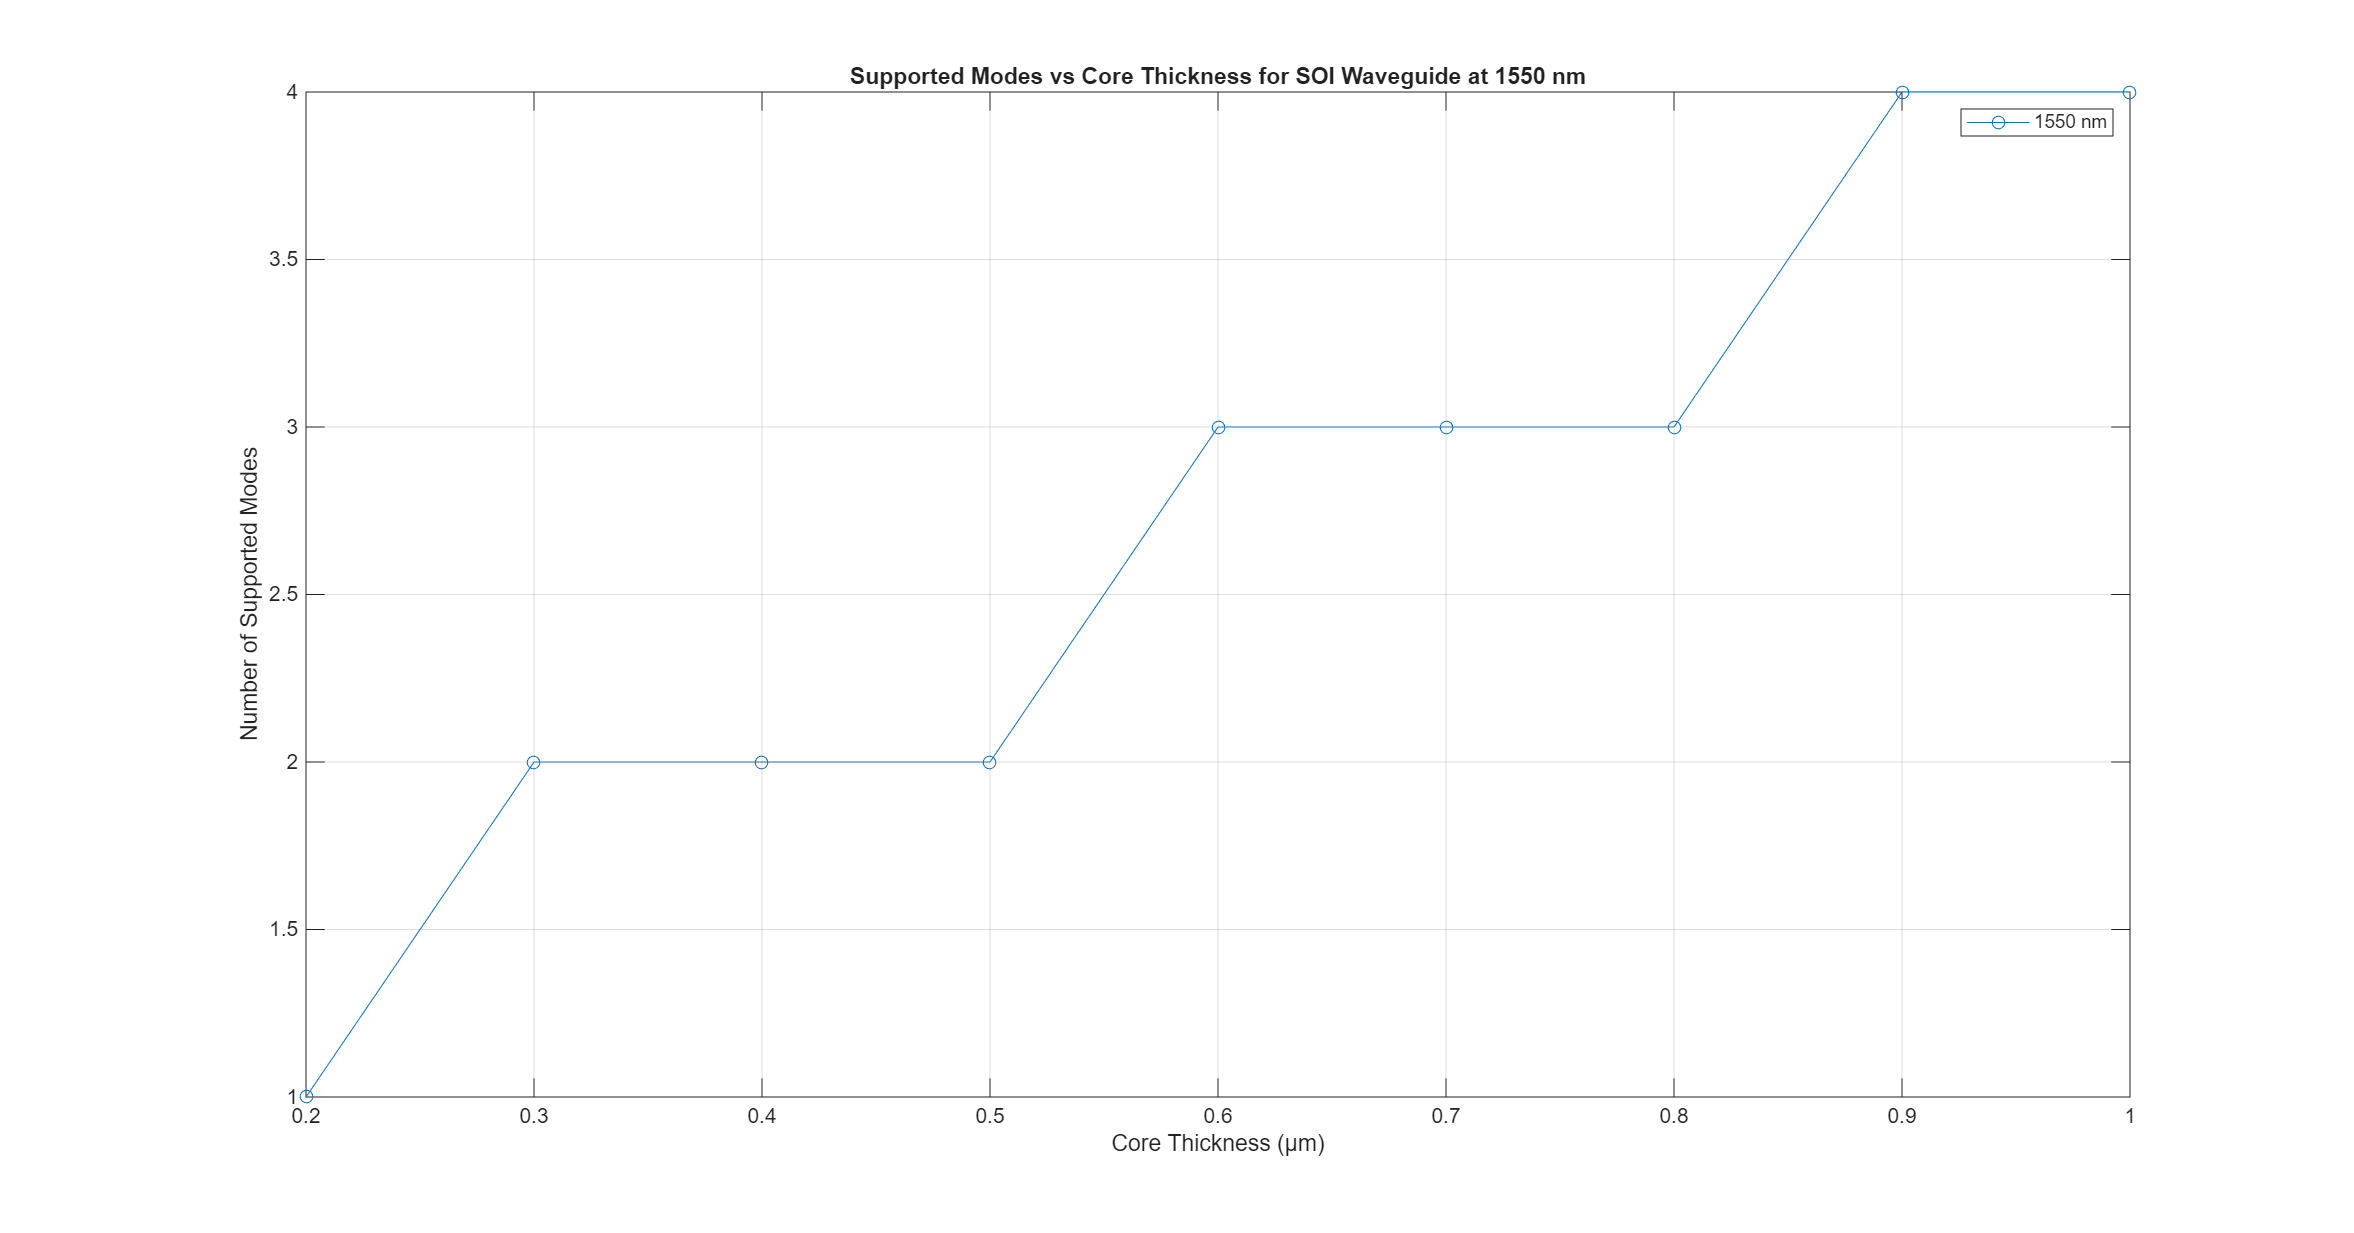 Supported Modes vs Core Thickness for SOI Waveguide at 1550 nm
1550 nm
Number of Supported Modes
4
3.5
3
2.5
2
1.5
1
0.2 0.3 0.4 0.5 0.6 0.7 0.8 0.9 1
Core Thickness (μm)